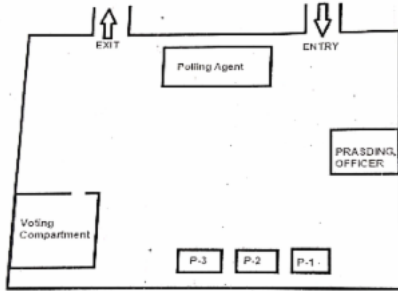 EXIT
ENTRY
Polling Agent
PRASDING,
OFFICER
Voting
Compartment
P-3
P-2
P-1